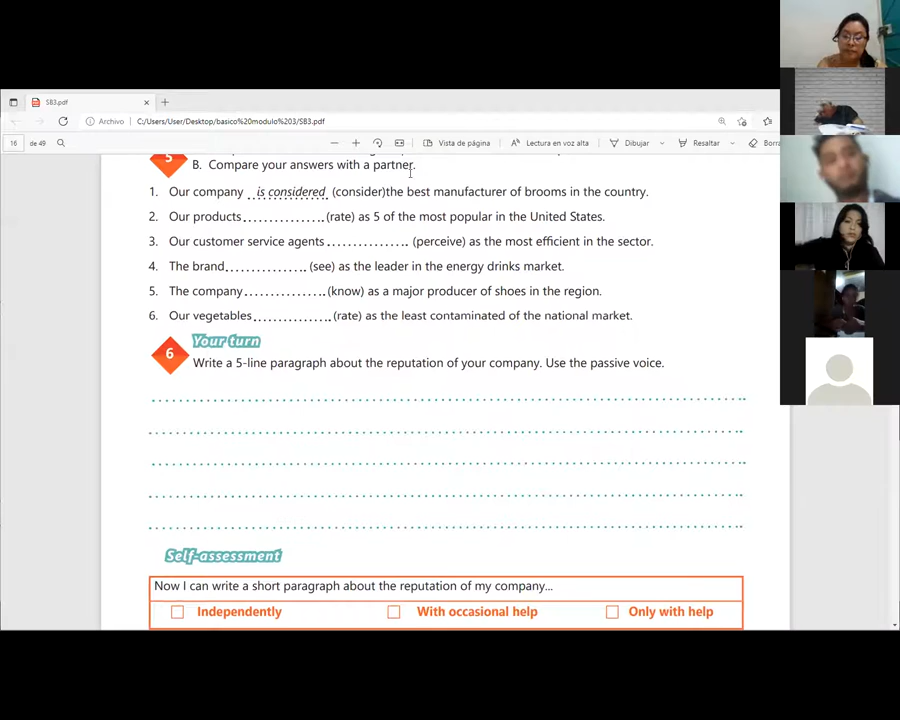 SB3.pdf
Archivo C:/Users/User/Desktop/basico%20modulo%203/SB3.pdf
16 de 49 Vista de página Lectura en voz alta Dibujar Resaltar Borra
5
B. Compare your answers with a partner.
1. Our company is considered (consider)the best manufacturer of brooms in the country.
2. Our products................(rate) as 5 of the most popular in the United States.
3. Our customer service agents ................ (perceive) as the most efficient in the sector.
4. The brand................ (see) as the leader in the energy drinks market.
5. The company................(know) as a major producer of shoes in the region.
6. Our vegetables................(rate) as the least contaminated of the national market.
Your turn
6
Write a 5-line paragraph about the reputation of your company. Use the passive voice.
Self-assessment
Now I can write a short paragraph about the reputation of my company...
Independently With occasional help Only with help